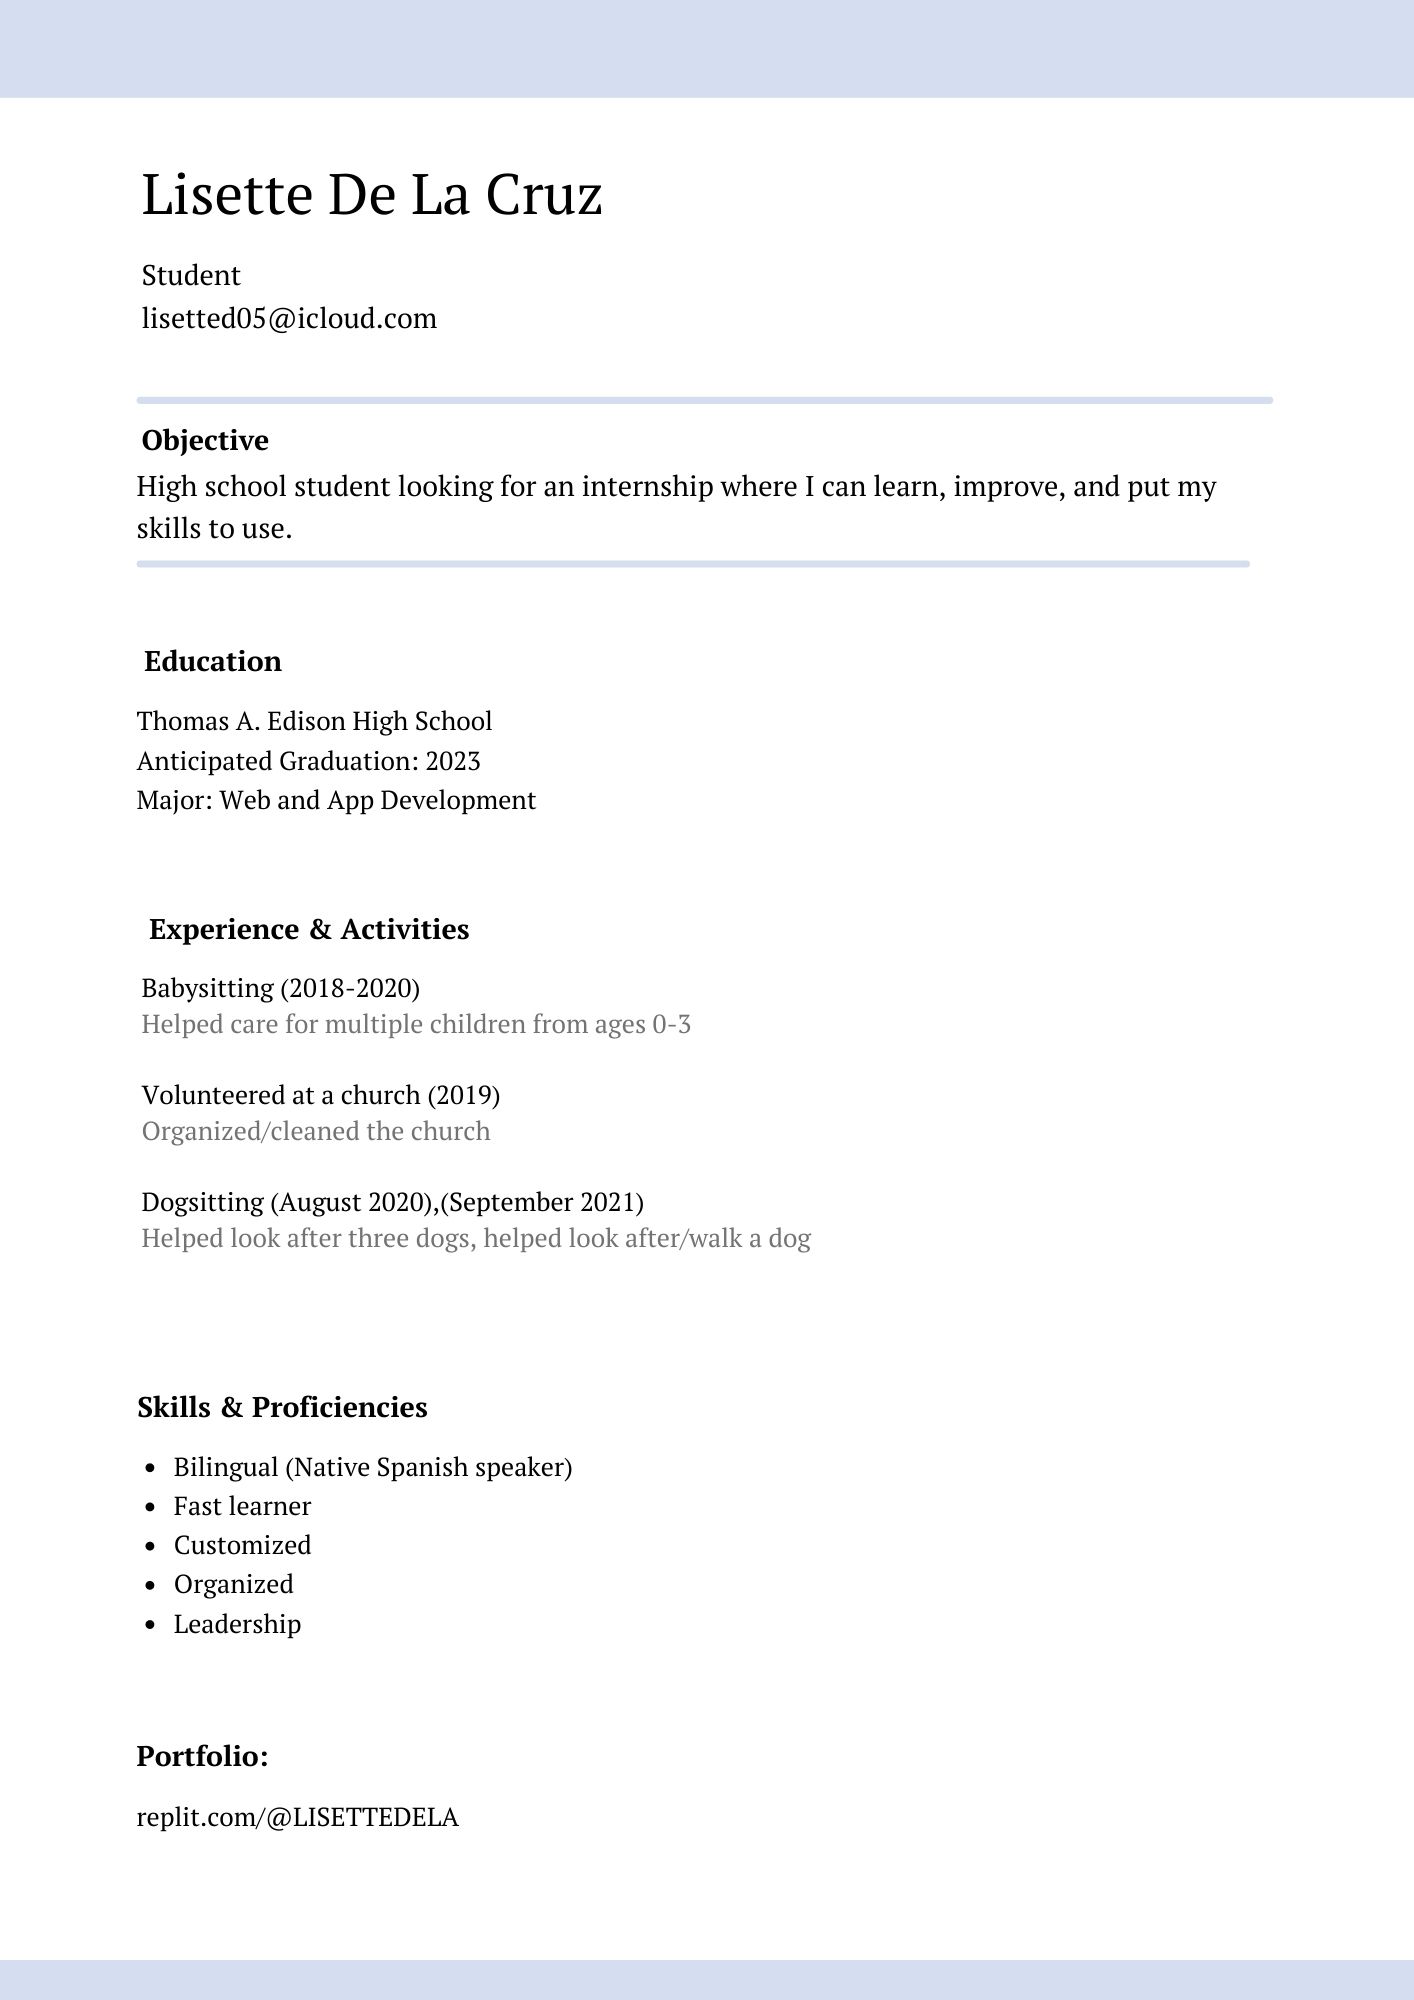 Lisette De La Cruz
Student
lisetted05@icloud.com
Objective
High school student looking for an internship where I can learn, improve, and put my
skills to use.
Education
Thomas A. Edison High School
Anticipated Graduation: 2023
Major: Web and App Development
Experience & Activities
Babysitting (2018-2020)
Helped care for multiple children from ages 0-3
Volunteered at a church (2019)
Organized/cleaned the church
Dogsitting (August 2020),(September 2021)
Helped look after three dogs, helped look after/walk a dog
Skills & Proficiencies
• Bilingual (Native Spanish speaker)
• Fast learner
• Customized
• Organized
• Leadership
Portfolio:
replit.com/@LISETTEDELA